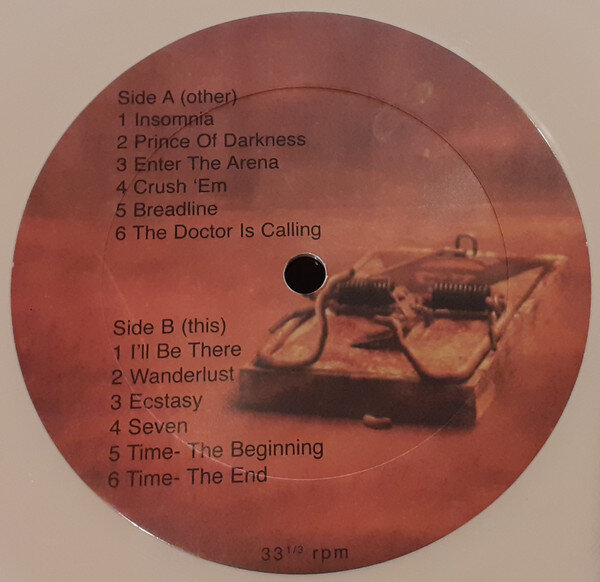 Side A (other)
1 Insomnia
2 Prince Of Darkness
3 Enter The Arena
4 Crush 'Em
5 Breadline
6 The Doctor Is Calling
Side B (this)
1 I'll Be There
2 Wanderlust
3 Ecstasy
4 Seven
5 Time- The Beginning
6 Time- The End
33 1/3 rpm